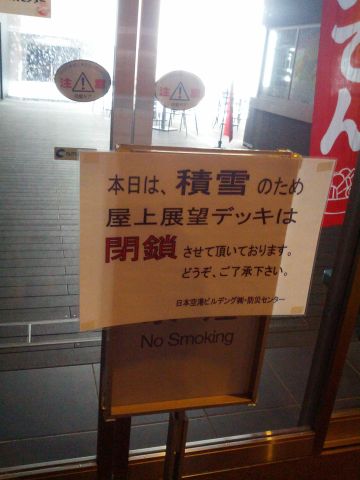 注意
注意
本日は、積雪のため
屋上展望デッキは
閉鎖させて頂いております。
どうぞ、ご了承下さい。
日本空港ビルデング㈱・防災センター
No Smoking